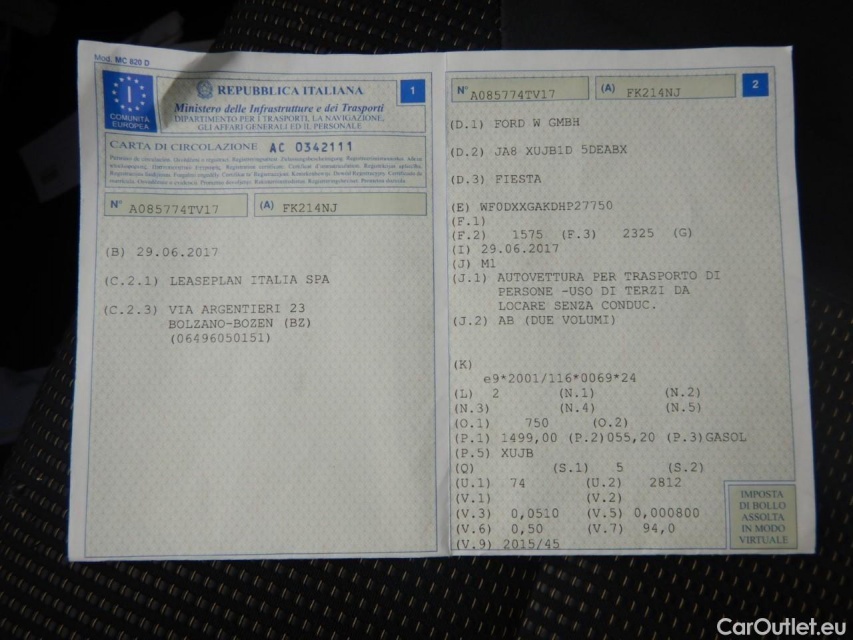 Mod. MC 820 D
COMUNITÀ
EUROPEA
REPUBBLICA ITALIANA
1
Ministero delle Infrastrutture e dei Trasporti
DIPARTIMENTO PER I TRASPORTI, LA NAVIGAZIONE,
GLI AFFARI GENERALI ED IL PERSONALE
CARTA DI CIRCOLAZIONE AC 0342111
N° A085774TV17 (A) FK214NJ
(B) 29.06.2017
(C.2.1) LEASEPLAN ITALIA SPA
(C.2.3) VIA ARGENTIERI 23
BOLZANO-BOZEN (BZ)
(06496050151)
N° A085774TV17 (A) FK214NJ 2
(D.1) FORD W GMBH
(D.2) JA8 XUJB1D 5DEABX
(D.3) FIESTA
(E) WF0DXXGAKDHP27750
(F.1)
(F.2) 1575 (F.3) 2325 (G)
(I) 29.06.2017
(J) M1
(J.1) AUTOVETTURA PER TRASPORTO DI
PERSONE -USO DI TERZI DA
LOCARE SENZA CONDUC.
(J.2) AB (DUE VOLUMI)
(K)
e9*2001/116*0069*24
(L) 2 (N.1) (N.2)
(N.3) (N.4) (N.5)
(O.1) 750 (O.2)
(P.1) 1499,00 (P.2)055,20 (P.3)GASOL
(P.5) XUJB
(Q) (S.1) 5 (S.2)
(U.1) 74 (U.2) 2812
(V.1) (V.2)
(V.3) 0,0510 (V.5) 0,000800
(V.6) 0,50 (V.7) 94,0
(V.9) 2015/45
IMPOSTA
DI BOLLO
ASSOLTA
IN MODO
VIRTUALE
CarOutlet.eu